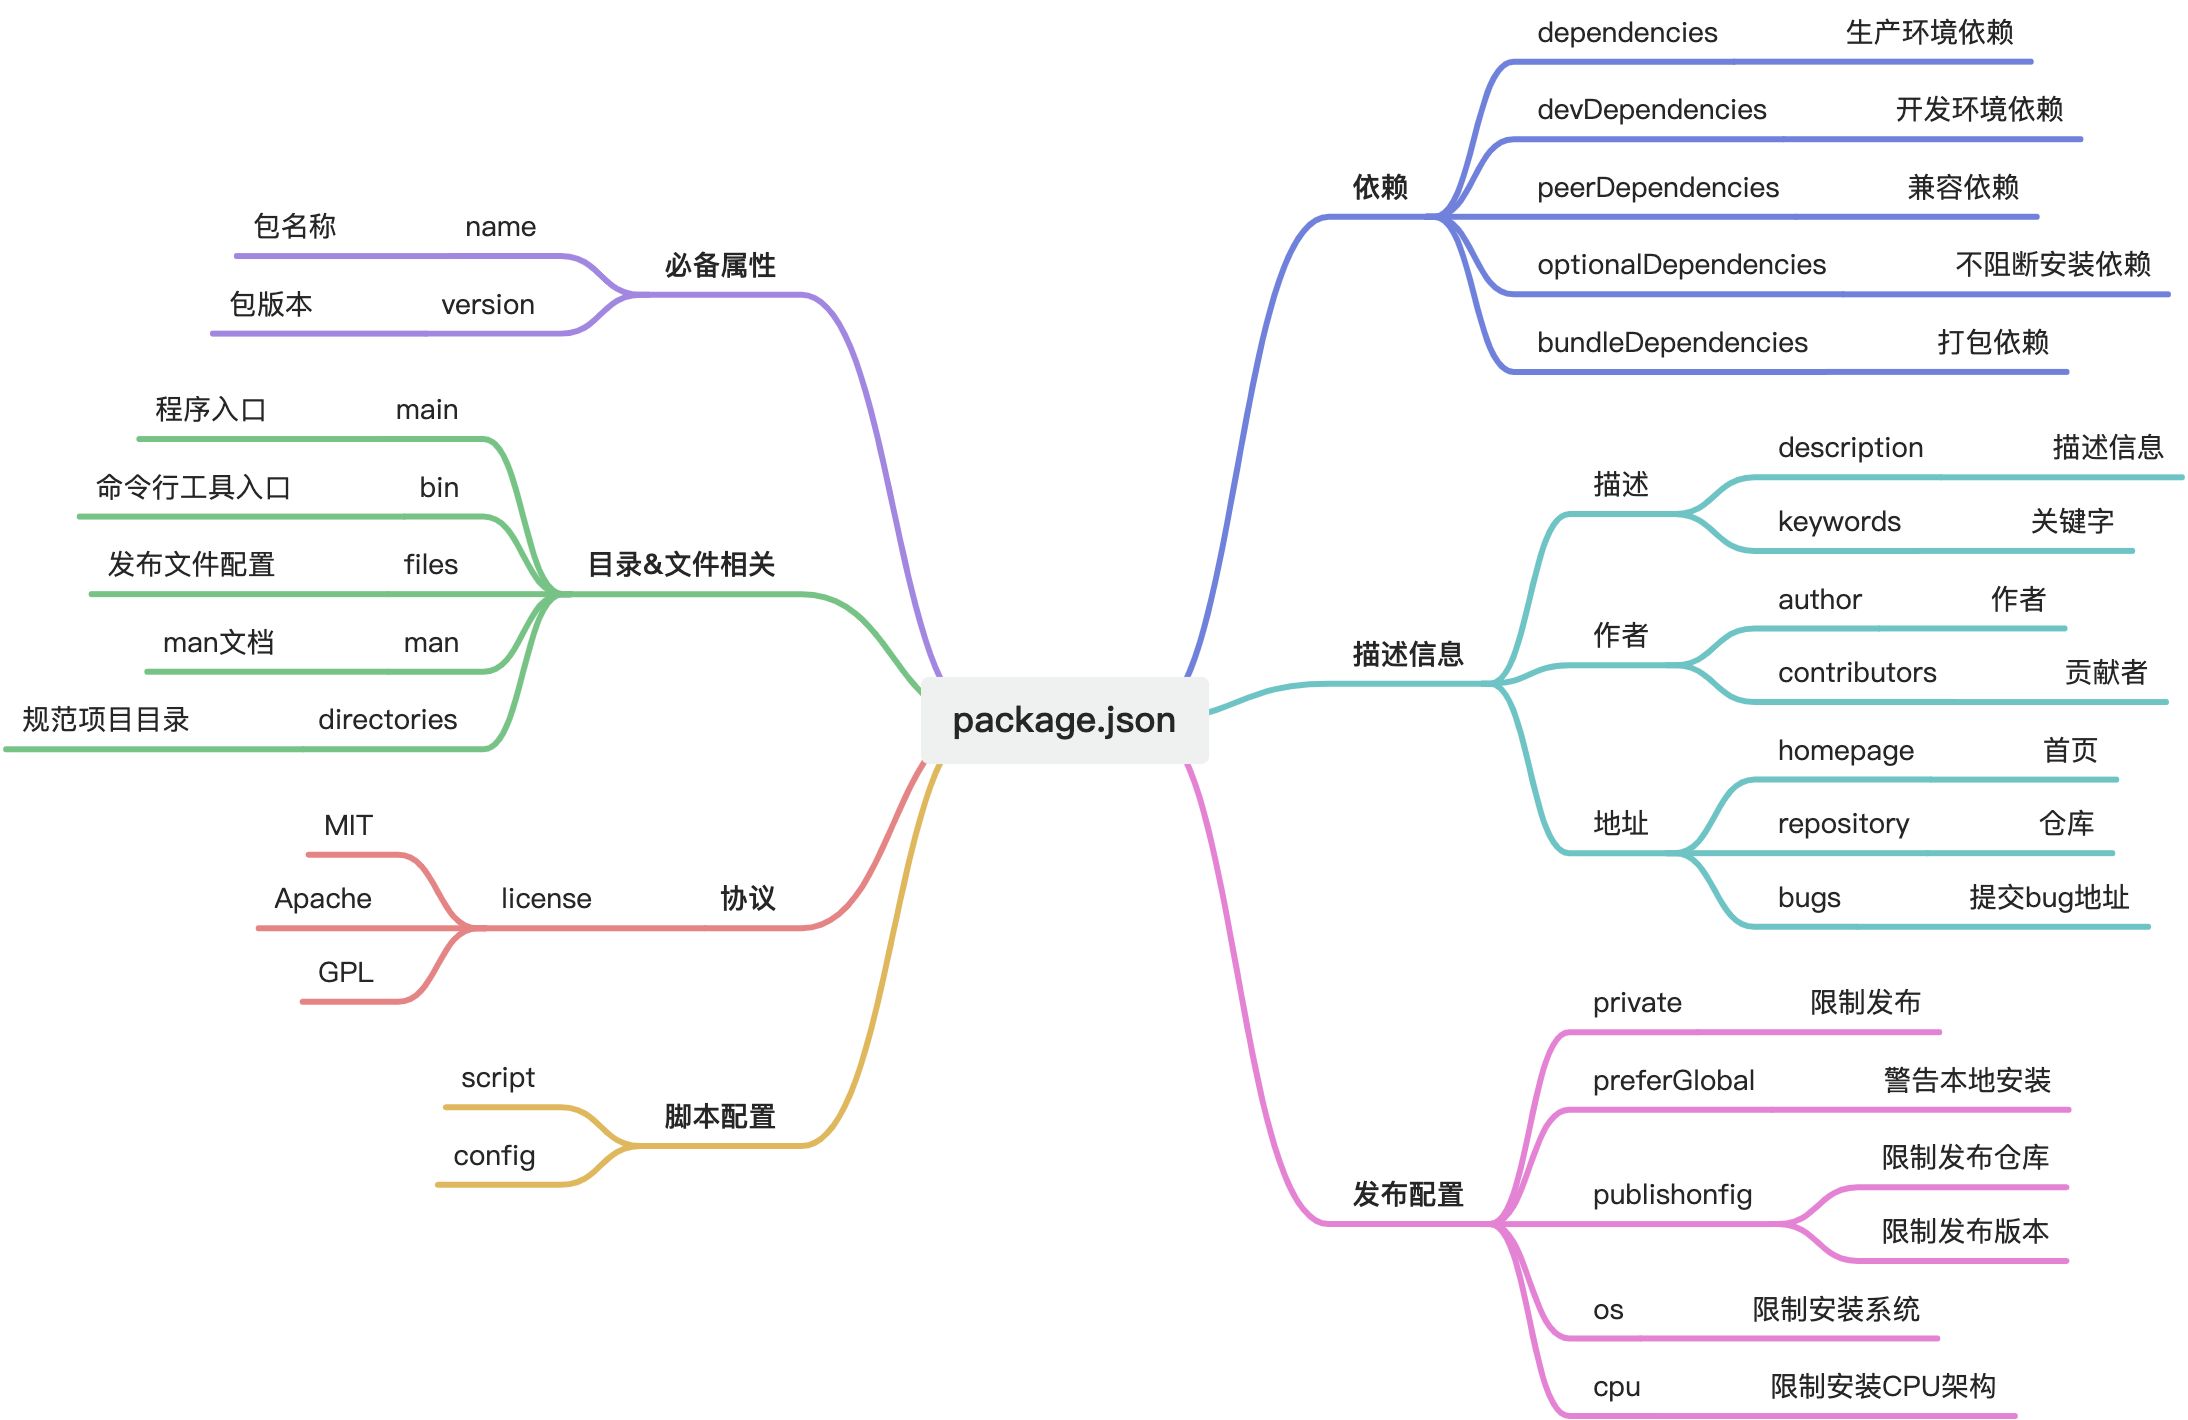 package.json
必备属性
name 包名称
version 包版本
目录&文件相关
main 程序入口
bin 命令行工具入口
files 发布文件配置
man man文档
directories 规范项目目录
协议
license
MIT
Apache
GPL
脚本配置
script
config
依赖
dependencies 生产环境依赖
devDependencies 开发环境依赖
peerDependencies 兼容依赖
optionalDependencies 不阻断安装依赖
bundleDependencies 打包依赖
描述信息
描述
description 描述信息
keywords 关键字
作者
author 作者
contributors 贡献者
地址
homepage 首页
repository 仓库
bugs 提交bug地址
发布配置
private 限制发布
preferGlobal 警告本地安装
publishonfig
限制发布仓库
限制发布版本
os 限制安装系统
cpu 限制安装CPU架构